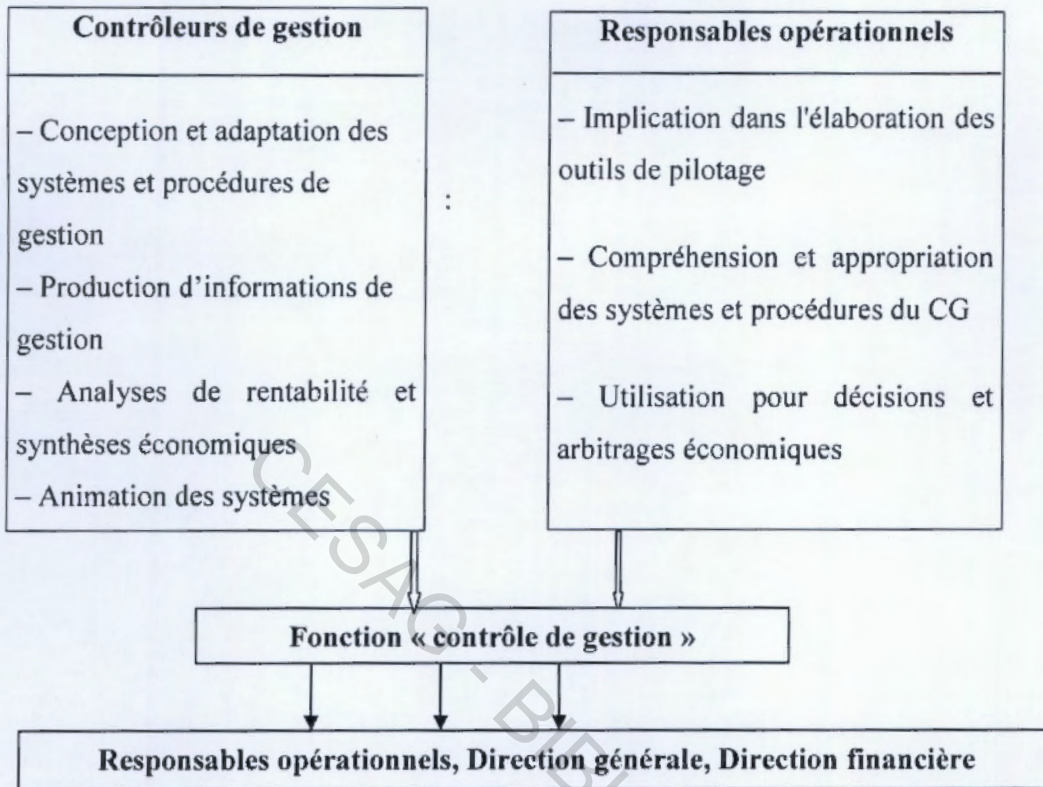 Contrôleurs de gestion
– Conception et adaptation des
systèmes et procédures de
gestion
– Production d’informations de
gestion
– Analyses de rentabilité et
synthèses économiques
– Animation des systèmes
:
Responsables opérationnels
– Implication dans l'élaboration des
outils de pilotage
– Compréhension et appropriation
des systèmes et procédures du CG
– Utilisation pour décisions et
arbitrages économiques
Fonction « contrôle de gestion »
Responsables opérationnels, Direction générale, Direction financière
CESAG - BIBL